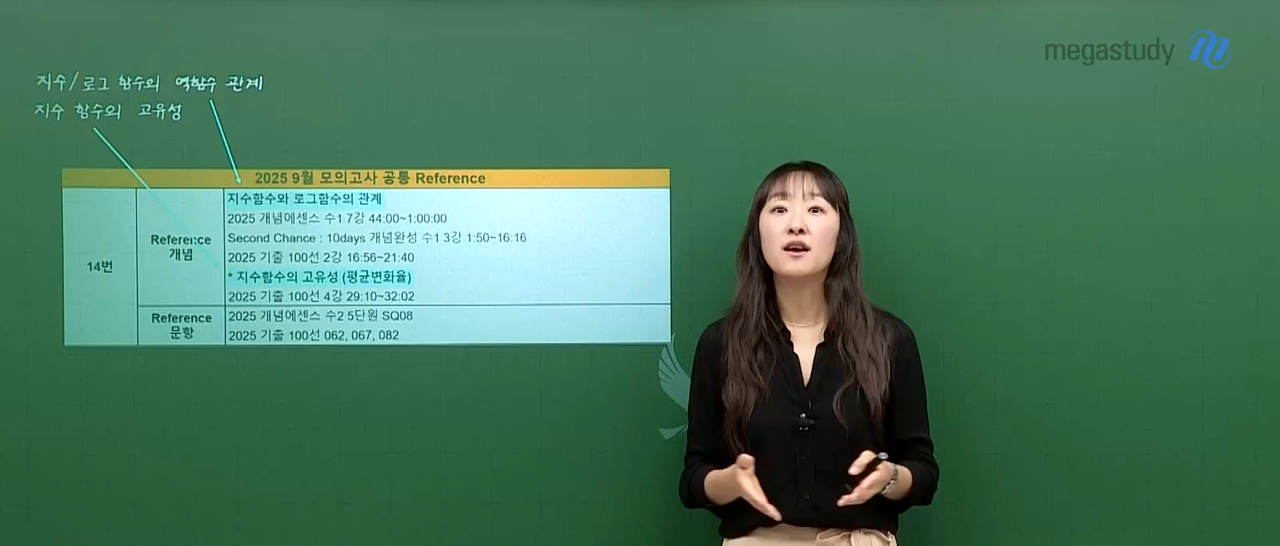 megastudy
지수/로그 함수의 역함수 관계
지수 함수의 고유성
2025 9월 모의고사 공통 Reference
14번
Reference
개념
지수함수와 로그함수의 관계
2025 개념에센스 수1 7강 44:00~1:00:00
Second Chance : 10days 개념완성 수1 3강 1:50~16:16
2025 기출 100선 2강 16:56~21:40
* 지수함수의 고유성 (평균변화율)
2025 기출 100선 4강 29:10~32:02
Reference
문항
2025 개념에센스 수2 5단원 SQ08
2025 기출 100선 062, 067, 082